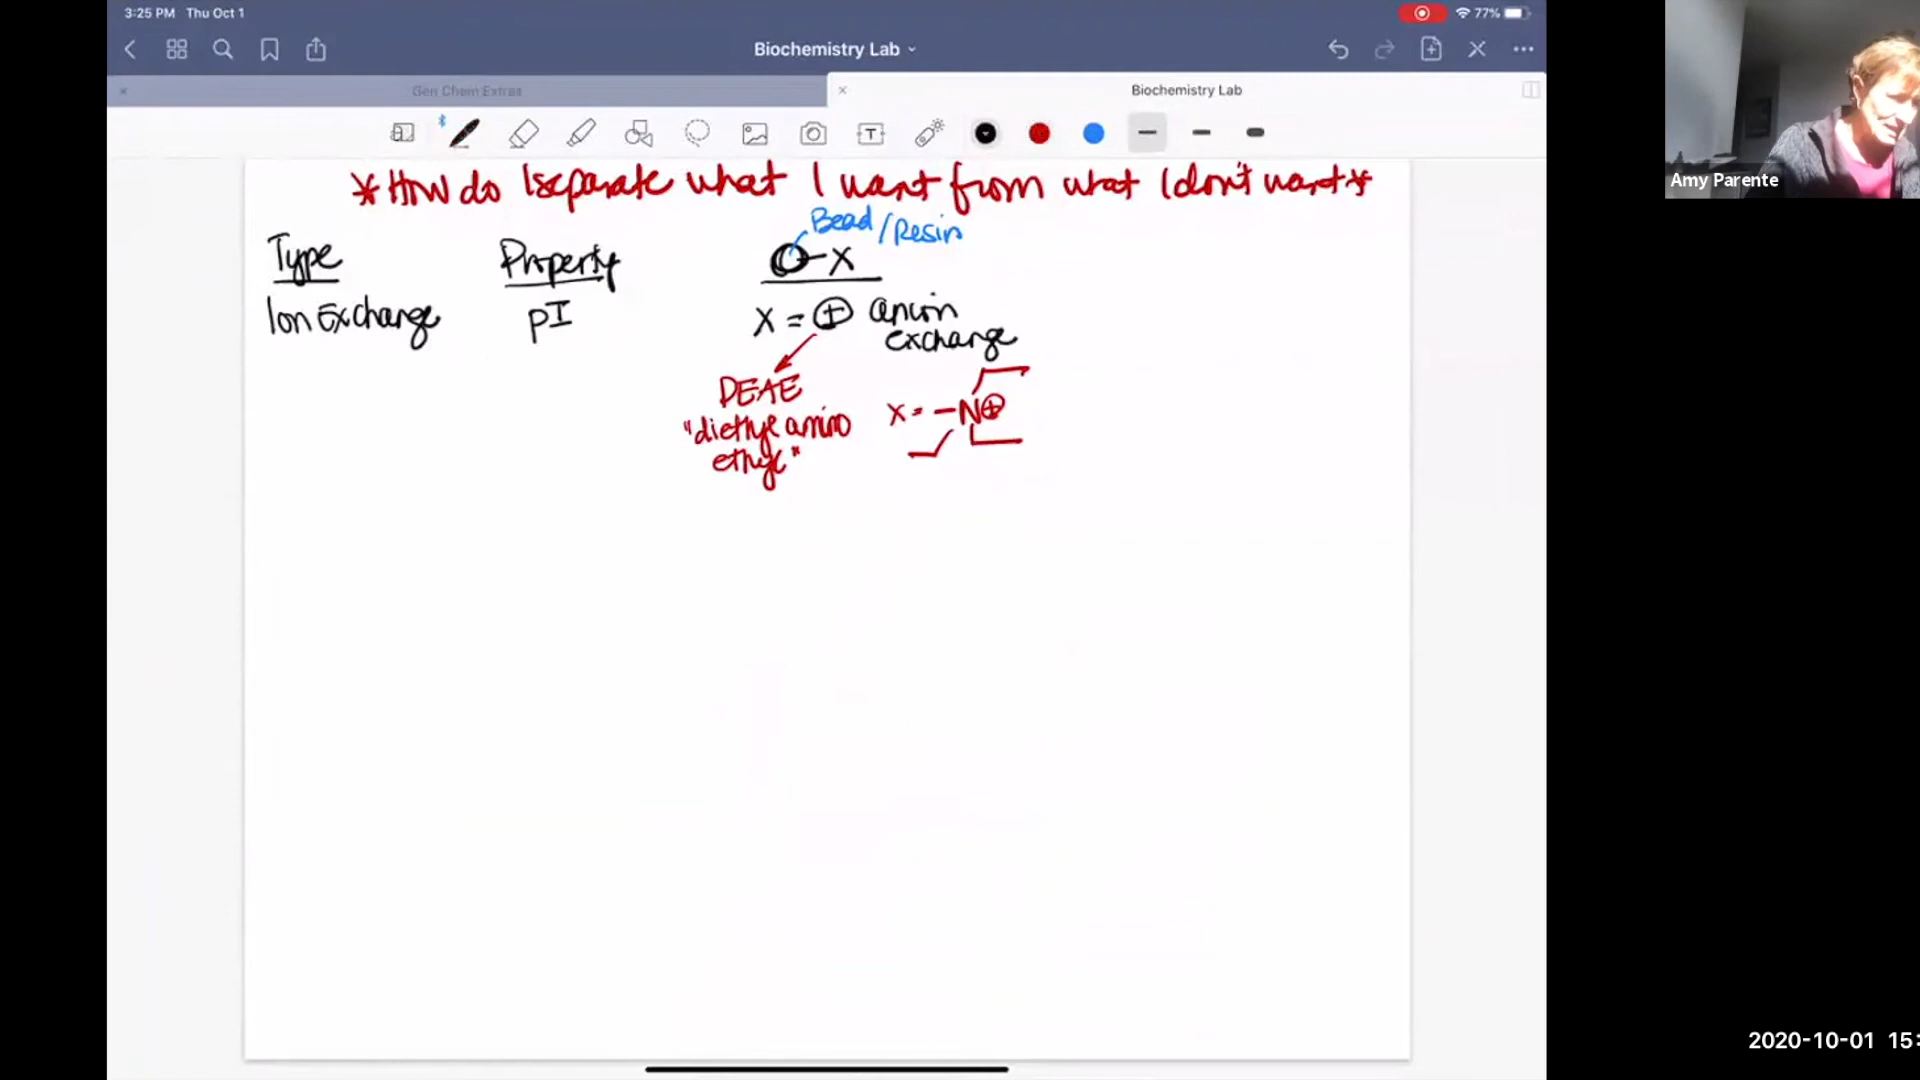 3:25 PM Thu Oct 1
77%
Biochemistry Lab
Gen Chem Extras
Biochemistry Lab
T
*How do I separate what I want from what I don't want*
Bead/Resin
Type Property -X
Ion Exchange pI X = + anion exchange
DEAE
"diethyl amino
ethyl"
X = -N+
Amy Parente
2020-10-01 15: